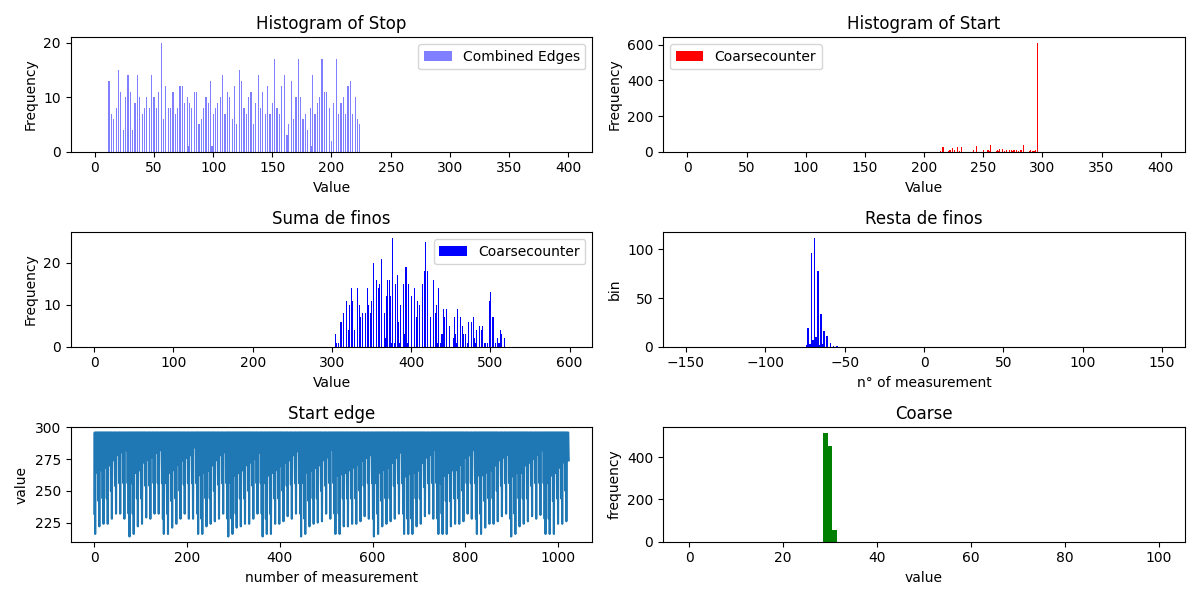 Histogram of Stop
Frequency
20
10
0
Combined Edges
0 50 100 150 200 250 300 350 400
Value
Histogram of Start
Frequency
600
400
200
0
Coarsecounter
0 50 100 150 200 250 300 350 400
Value
Suma de finos
Frequency
20
10
0
Coarsecounter
0 100 200 300 400 500 600
Value
Resta de finos
bin
100
50
0
−150 −100 −50 0 50 100 150
n° of measurement
Start edge
value
300
275
250
225
0 200 400 600 800 1000
number of measurement
Coarse
frequency
400
200
0
0 20 40 60 80 100
value